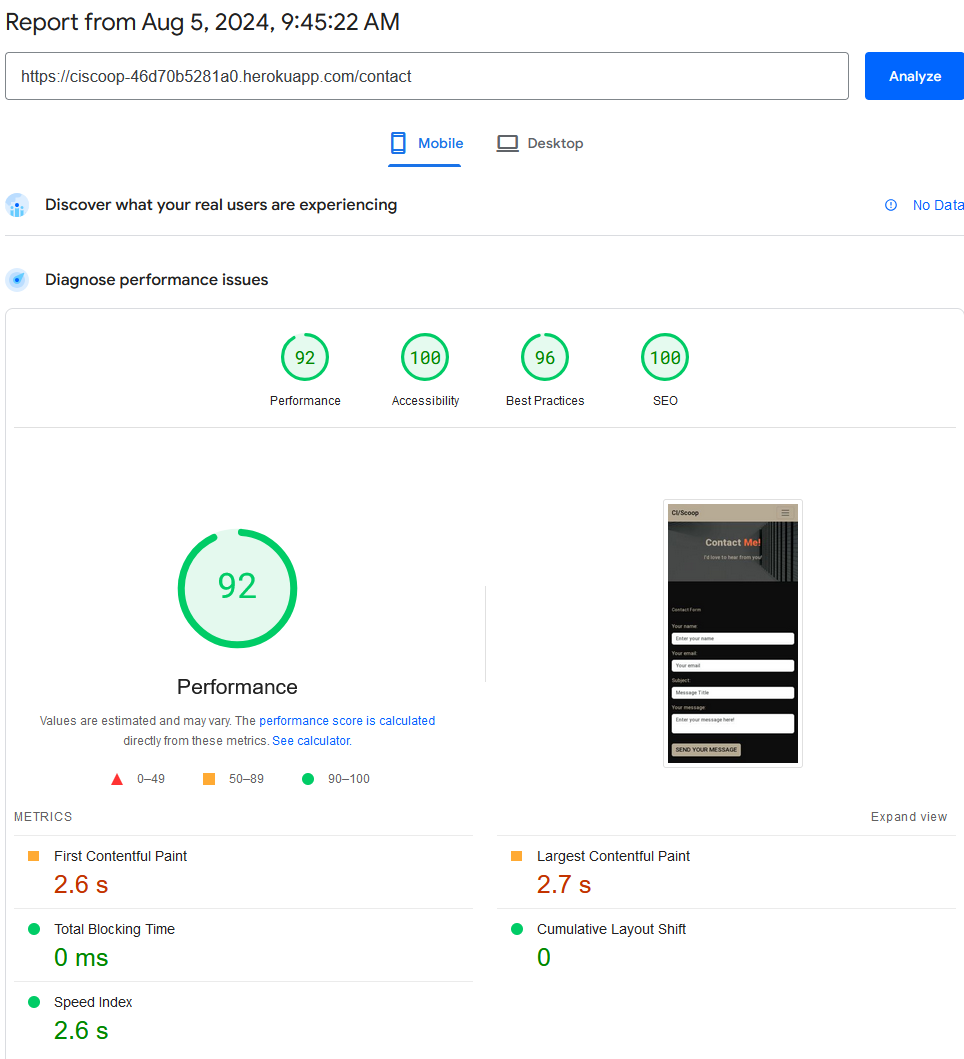 Report from Aug 5, 2024, 9:45:22 AM
https://ciscoop-46d70b5281a0.herokuapp.com/contact
Analyze
Mobile
Desktop
Discover what your real users are experiencing
No Data
Diagnose performance issues
92
100
96
100
Performance
Accessibility
Best Practices
SEO
92
Performance
Values are estimated and may vary. The performance score is calculated
directly from these metrics. See calculator.
0–49
50–89
90–100
CI/Scoop
Contact Me!
I'd love to hear from you!
Contact Form
Your name:
Enter your name
Your email:
Your email
Subject:
Message Title
Your message:
Enter your message here!
SEND YOUR MESSAGE
METRICS
Expand view
First Contentful Paint
2.6 s
Largest Contentful Paint
2.7 s
Total Blocking Time
0 ms
Cumulative Layout Shift
0
Speed Index
2.6 s